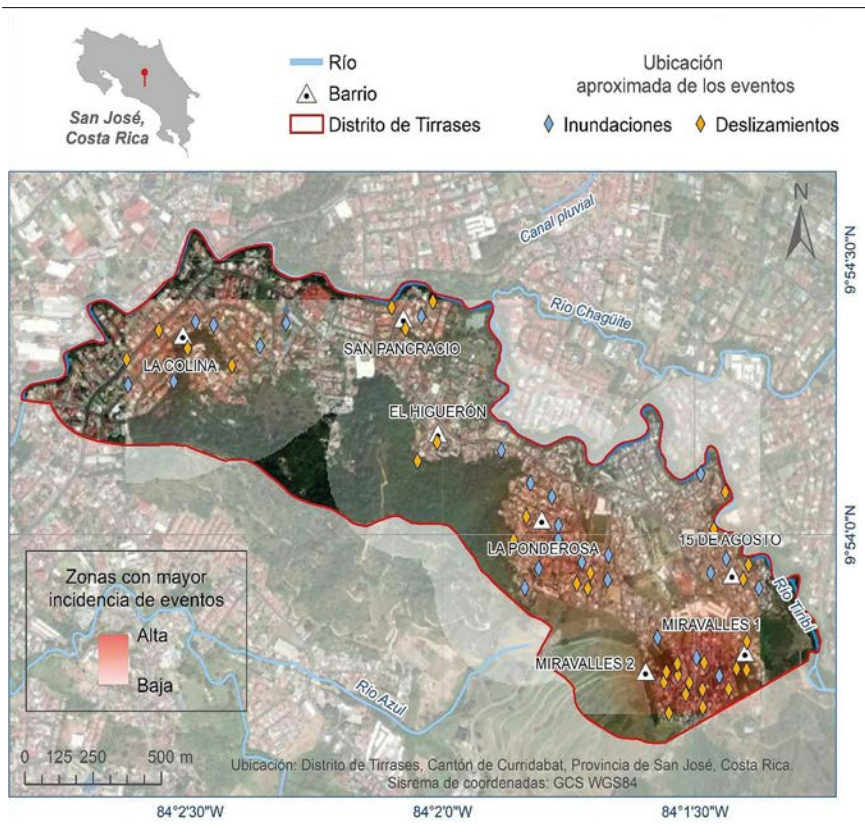 San José,
Costa Rica
Río
Barrio
Distrito de Tirrases
Ubicación
aproximada de los eventos
Inundaciones
Deslizamientos
N
Canal pluvial
9°54'30"N
Río Chagüite
LA COLINA
SAN PANCRACIO
EL HIGUERÓN
9°54'0"N
LA PONDEROSA
15 DE AGOSTO
Río Tiribí
MIRAVALLES 1
MIRAVALLES 2
Río Azul
Zonas con mayor
incidencia de eventos
Alta
Baja
0 125 250 500 m
Ubicación: Distrito de Tirrases, Cantón de Curridabat, Provincia de San José, Costa Rica.
Sisrema de coordenadas: GCS WGS84
84°2'30"W
84°2'0"W
84°1'30"W